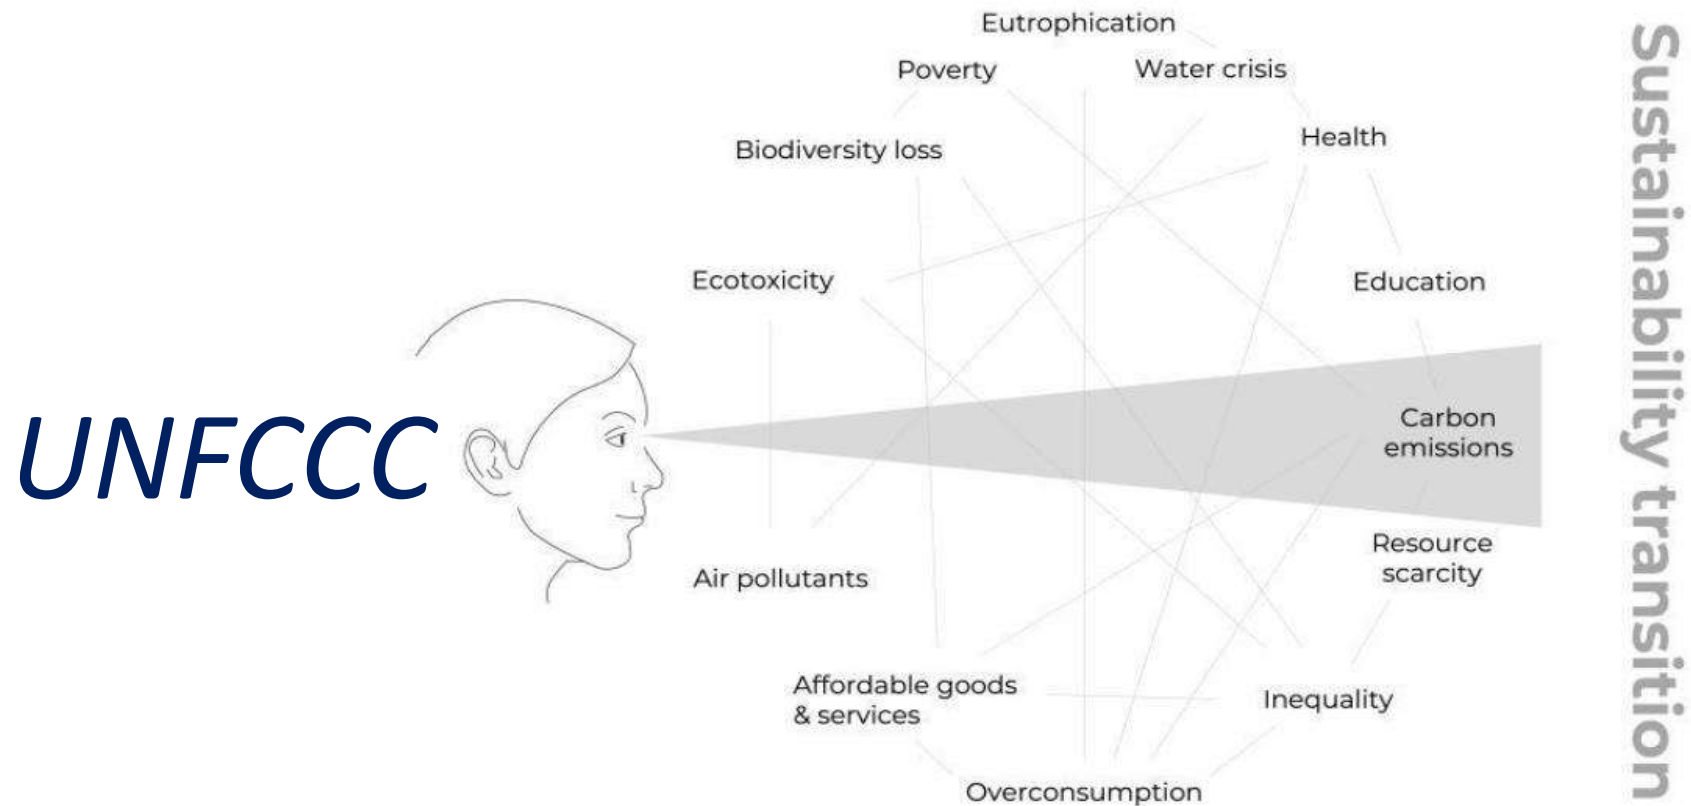 Eutrophication
Poverty
Water crisis
Health
Biodiversity loss
Ecotoxicity
Education
UNFCCC
Carbon
emissions
Resource
scarcity
Air pollutants
Affordable goods
& services
Inequality
Overconsumption
Sustainability transition